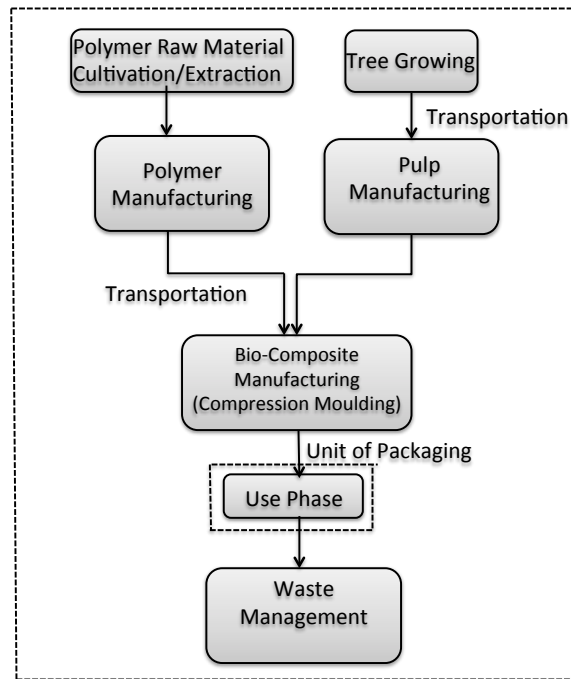 Polymer Raw Material
Cultivation/Extraction
Tree Growing
Transportation
Polymer
Manufacturing
Pulp
Manufacturing
Transportation
Bio-Composite
Manufacturing
(Compression Moulding)
Unit of Packaging
Use Phase
Waste
Management